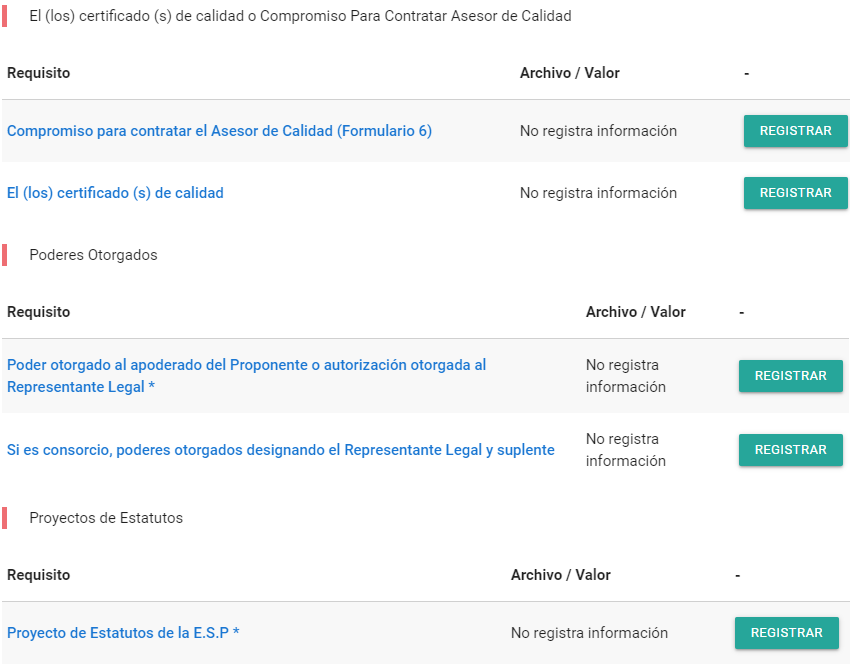 El (los) certificado (s) de calidad o Compromiso Para Contratar Asesor de Calidad
Requisito Archivo / Valor -
Compromiso para contratar el Asesor de Calidad (Formulario 6) No registra información REGISTRAR
El (los) certificado (s) de calidad No registra información REGISTRAR
Poderes Otorgados
Requisito Archivo / Valor -
Poder otorgado al apoderado del Proponente o autorización otorgada al
Representante Legal *
No registra
información
REGISTRAR
Si es consorcio, poderes otorgados designando el Representante Legal y suplente
No registra
información
REGISTRAR
Proyectos de Estatutos
Requisito Archivo / Valor -
Proyecto de Estatutos de la E.S.P * No registra información REGISTRAR